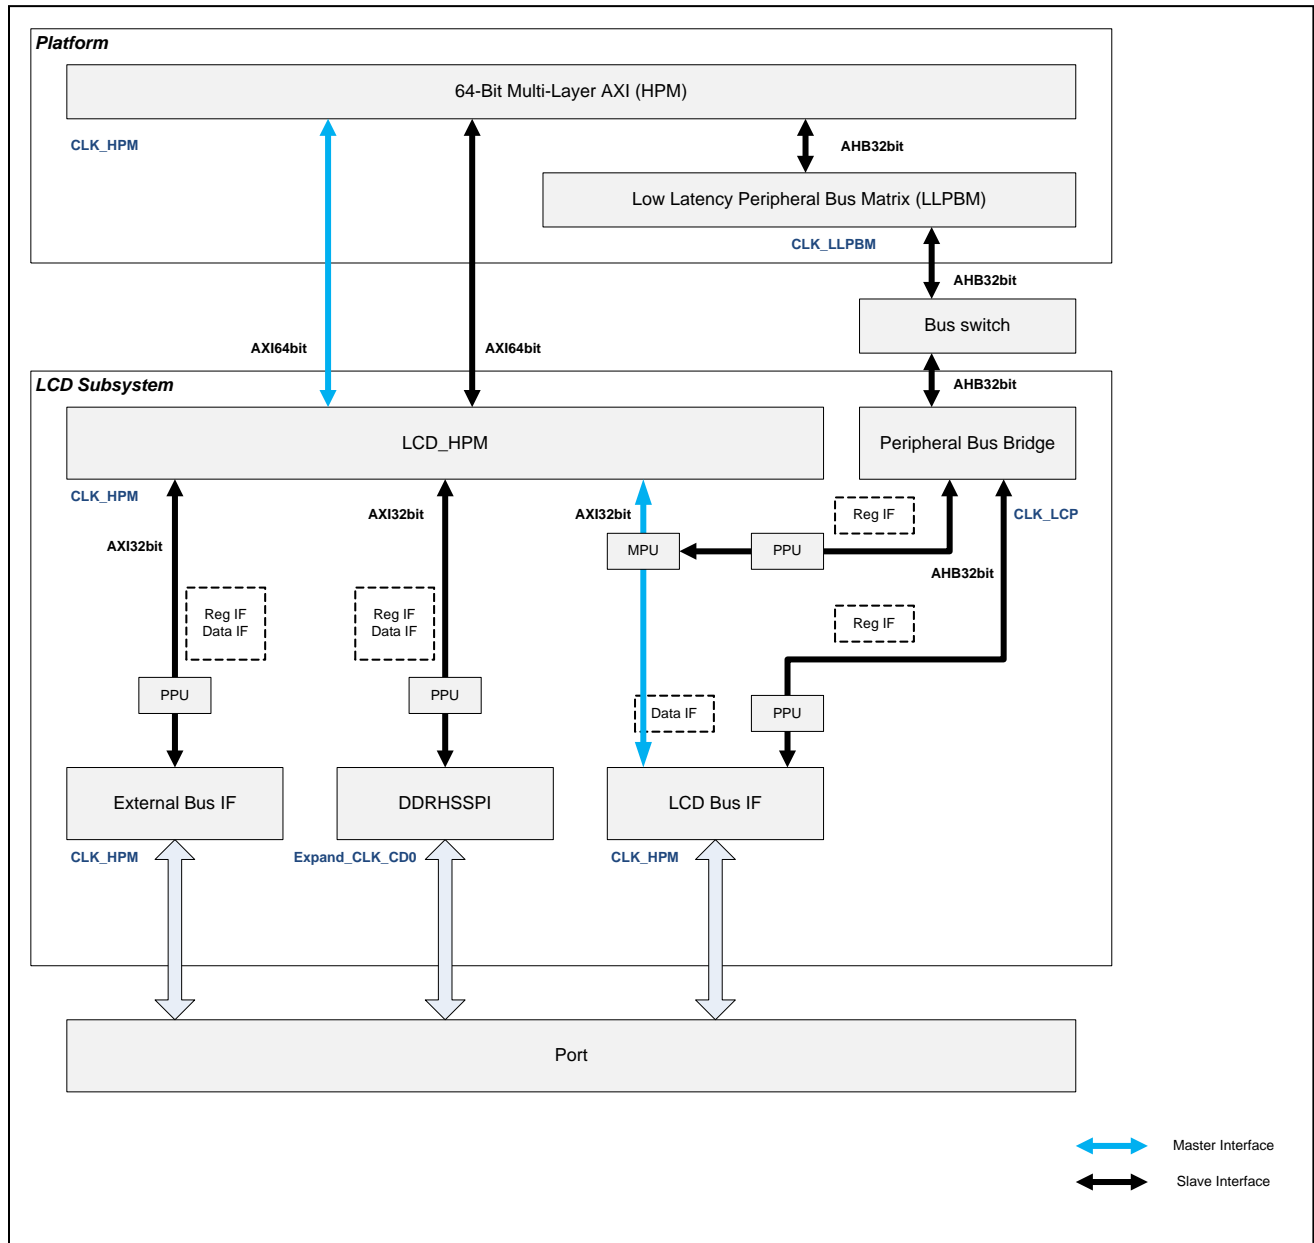 Platform
64-Bit Multi-Layer AXI (HPM)
CLK_HPM
AHB32bit
Low Latency Peripheral Bus Matrix (LLPBM)
CLK_LLPBM
AHB32bit
Bus switch
AXI64bit
AXI64bit
LCD Subsystem
AHB32bit
LCD_HPM
Peripheral Bus Bridge
CLK_HPM
AXI32bit
AXI32bit
AXI32bit
Reg IF
CLK_LCP
MPU
PPU
AHB32bit
Reg IF
Data IF
Reg IF
Data IF
Reg IF
PPU
PPU
Data IF
PPU
External Bus IF
DDRHSSPI
LCD Bus IF
CLK_HPM
Expand_CLK_CD0
CLK_HPM
Port
Master Interface
Slave Interface